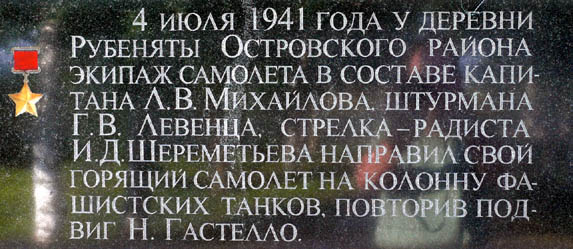 4 июля 1941 года у деревни
Рубеняты Островского района
экипаж самолета в составе капи-
тана Л.В. Михайлова, штурмана
Г.В. Левенца, стрелка-радиста
И.Д. Шереметьева направил свой
горящий самолет на колонну фа-
шистских танков, повторив под-
виг Н. Гастелло.